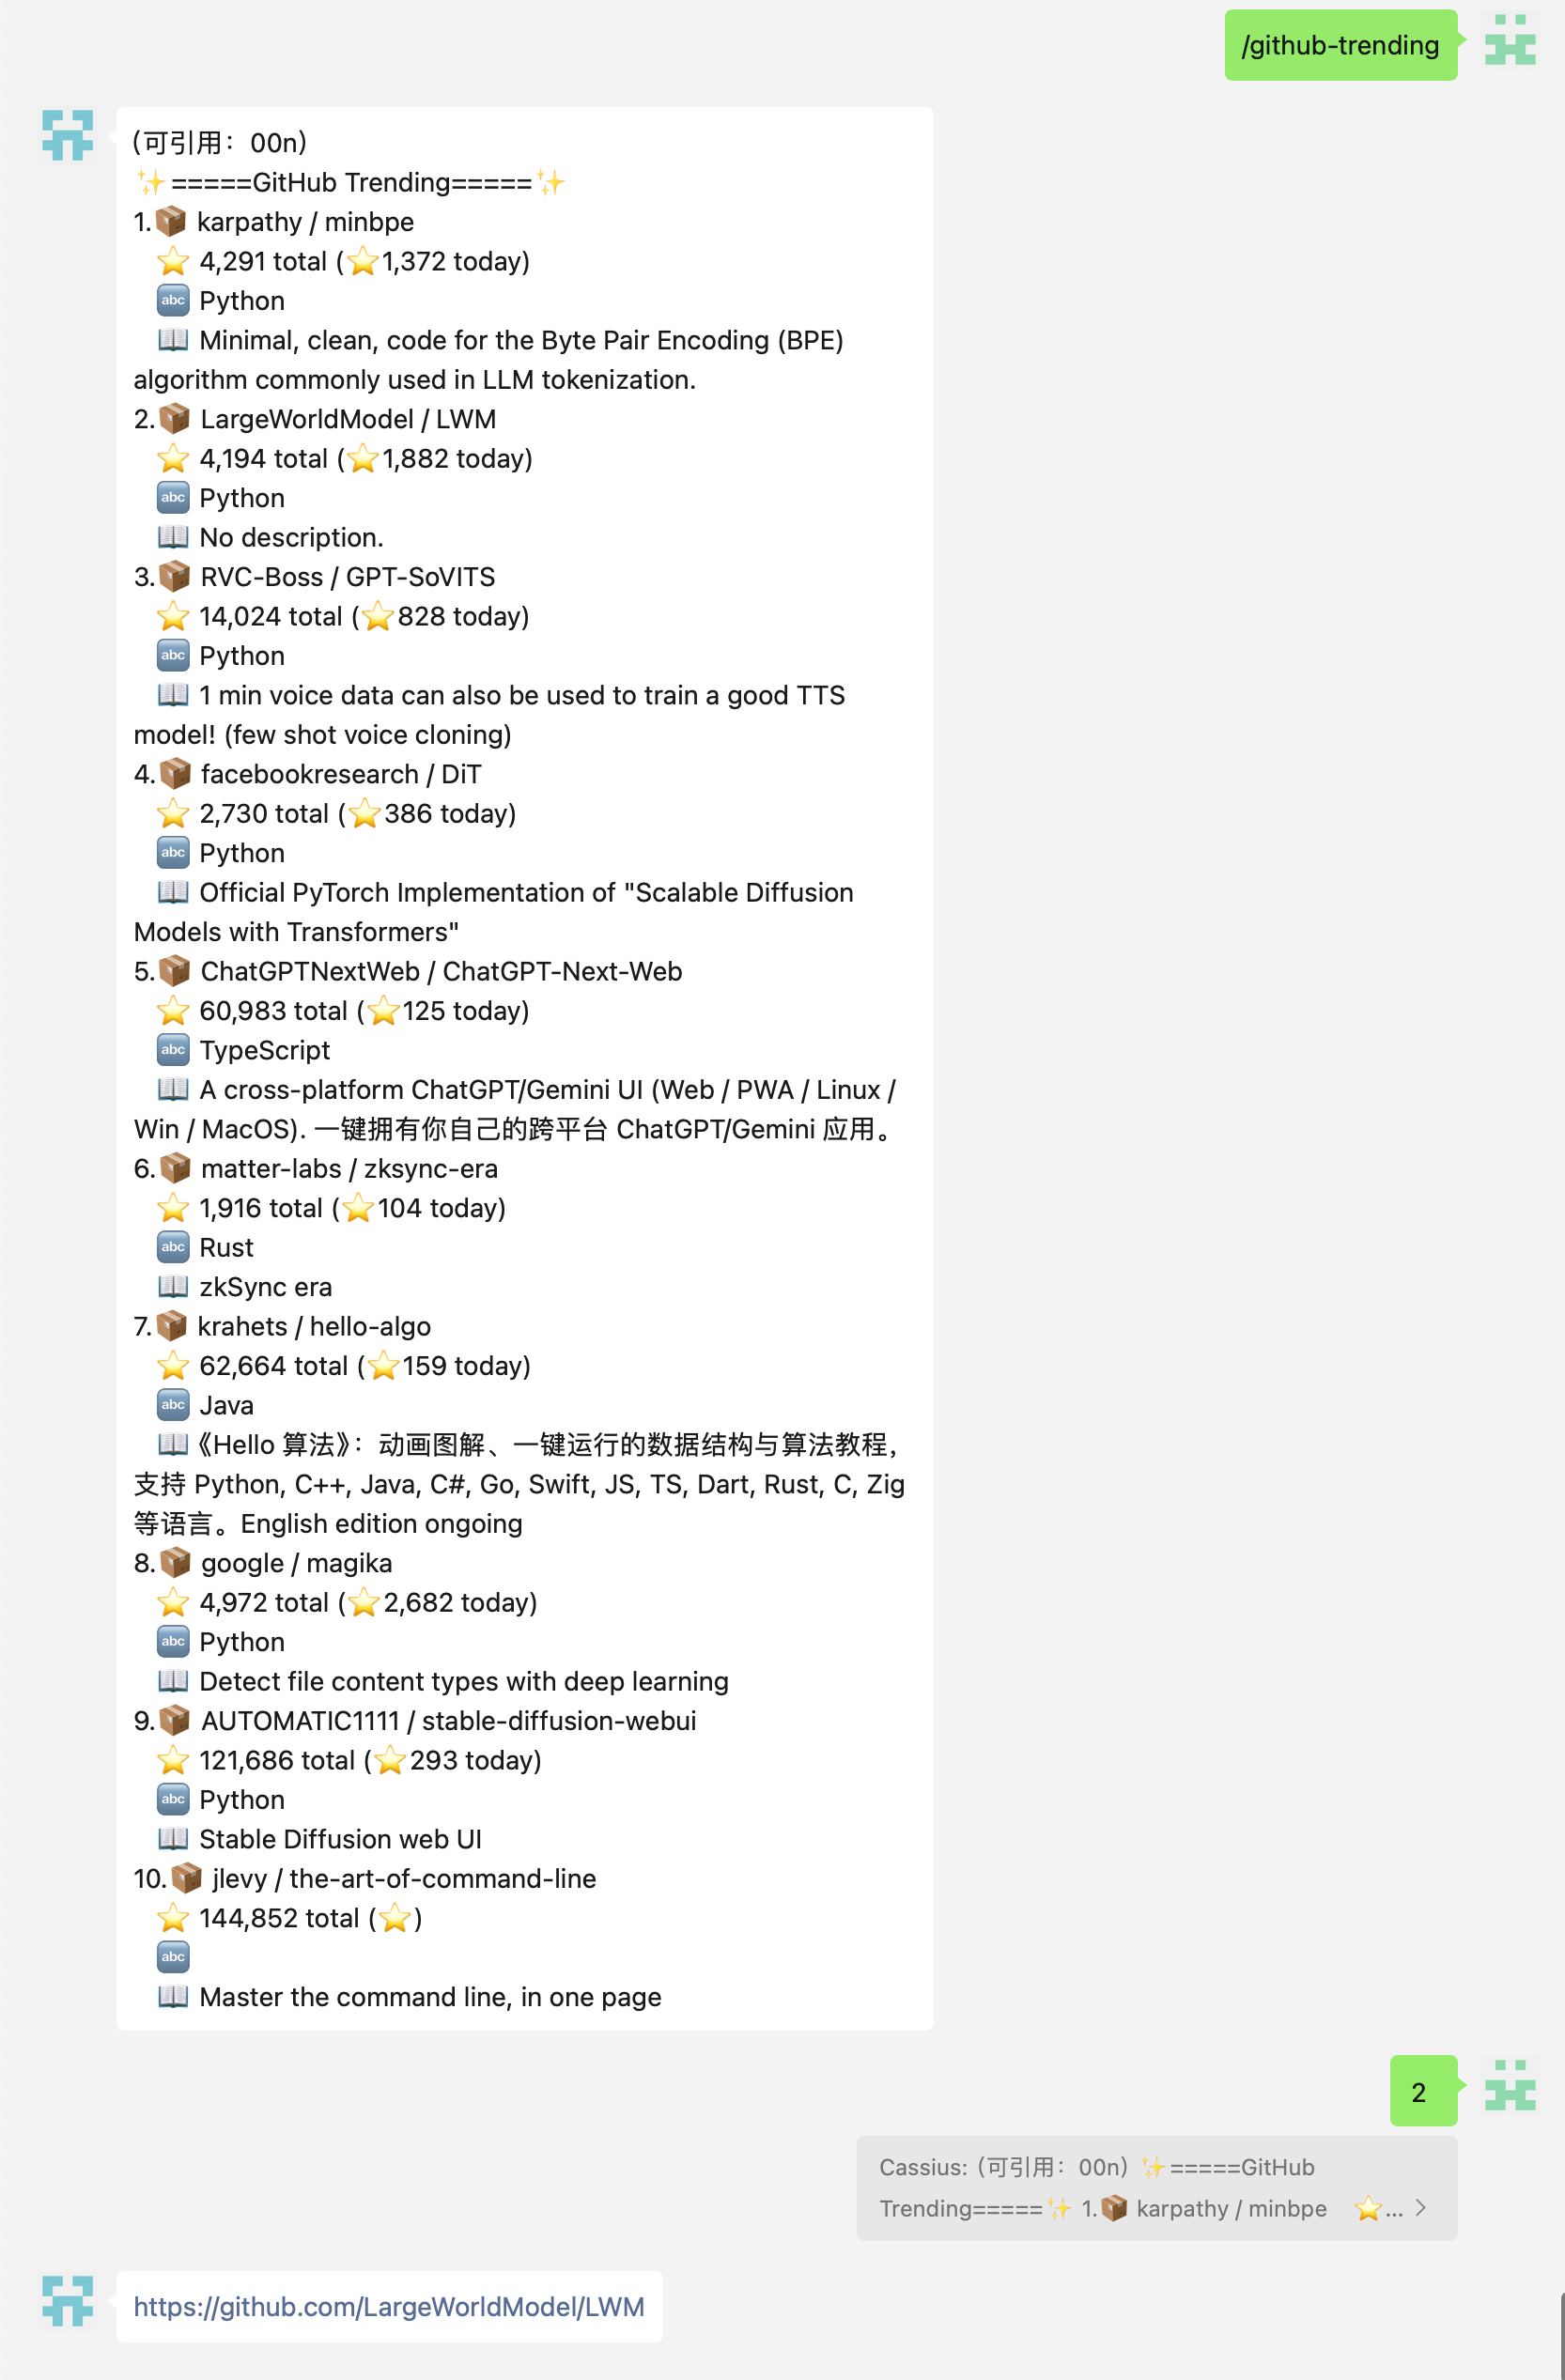 /github-trending
(可引用：00n)
✨=====GitHub Trending=====✨
1.📦 karpathy / minbpe
⭐ 4,291 total (⭐1,372 today)
🔤 Python
📖 Minimal, clean, code for the Byte Pair Encoding (BPE)
algorithm commonly used in LLM tokenization.
2.📦 LargeWorldModel / LWM
⭐ 4,194 total (⭐1,882 today)
🔤 Python
📖 No description.
3.📦 RVC-Boss / GPT-SoVITS
⭐ 14,024 total (⭐828 today)
🔤 Python
📖 1 min voice data can also be used to train a good TTS
model! (few shot voice cloning)
4.📦 facebookresearch / DiT
⭐ 2,730 total (⭐386 today)
🔤 Python
📖 Official PyTorch Implementation of "Scalable Diffusion
Models with Transformers"
5.📦 ChatGPTNextWeb / ChatGPT-Next-Web
⭐ 60,983 total (⭐125 today)
🔤 TypeScript
📖 A cross-platform ChatGPT/Gemini UI (Web / PWA / Linux /
Win / MacOS). 一键拥有你自己的跨平台 ChatGPT/Gemini 应用。
6.📦 matter-labs / zksync-era
⭐ 1,916 total (⭐104 today)
🔤 Rust
📖 zkSync era
7.📦 krahets / hello-algo
⭐ 62,664 total (⭐159 today)
🔤 Java
📖《Hello 算法》：动画图解、一键运行的数据结构与算法教程，
支持 Python, C++, Java, C#, Go, Swift, JS, TS, Dart, Rust, C, Zig
等语言。English edition ongoing
8.📦 google / magika
⭐ 4,972 total (⭐2,682 today)
🔤 Python
📖 Detect file content types with deep learning
9.📦 AUTOMATIC1111 / stable-diffusion-webui
⭐ 121,686 total (⭐293 today)
🔤 Python
📖 Stable Diffusion web UI
10.📦 jlevy / the-art-of-command-line
⭐ 144,852 total (⭐)
🔤
📖 Master the command line, in one page
2
Cassius: (可引用：00n) ✨=====GitHub
Trending=====✨ 1.📦 karpathy / minbpe ⭐...
https://github.com/LargeWorldModel/LWM